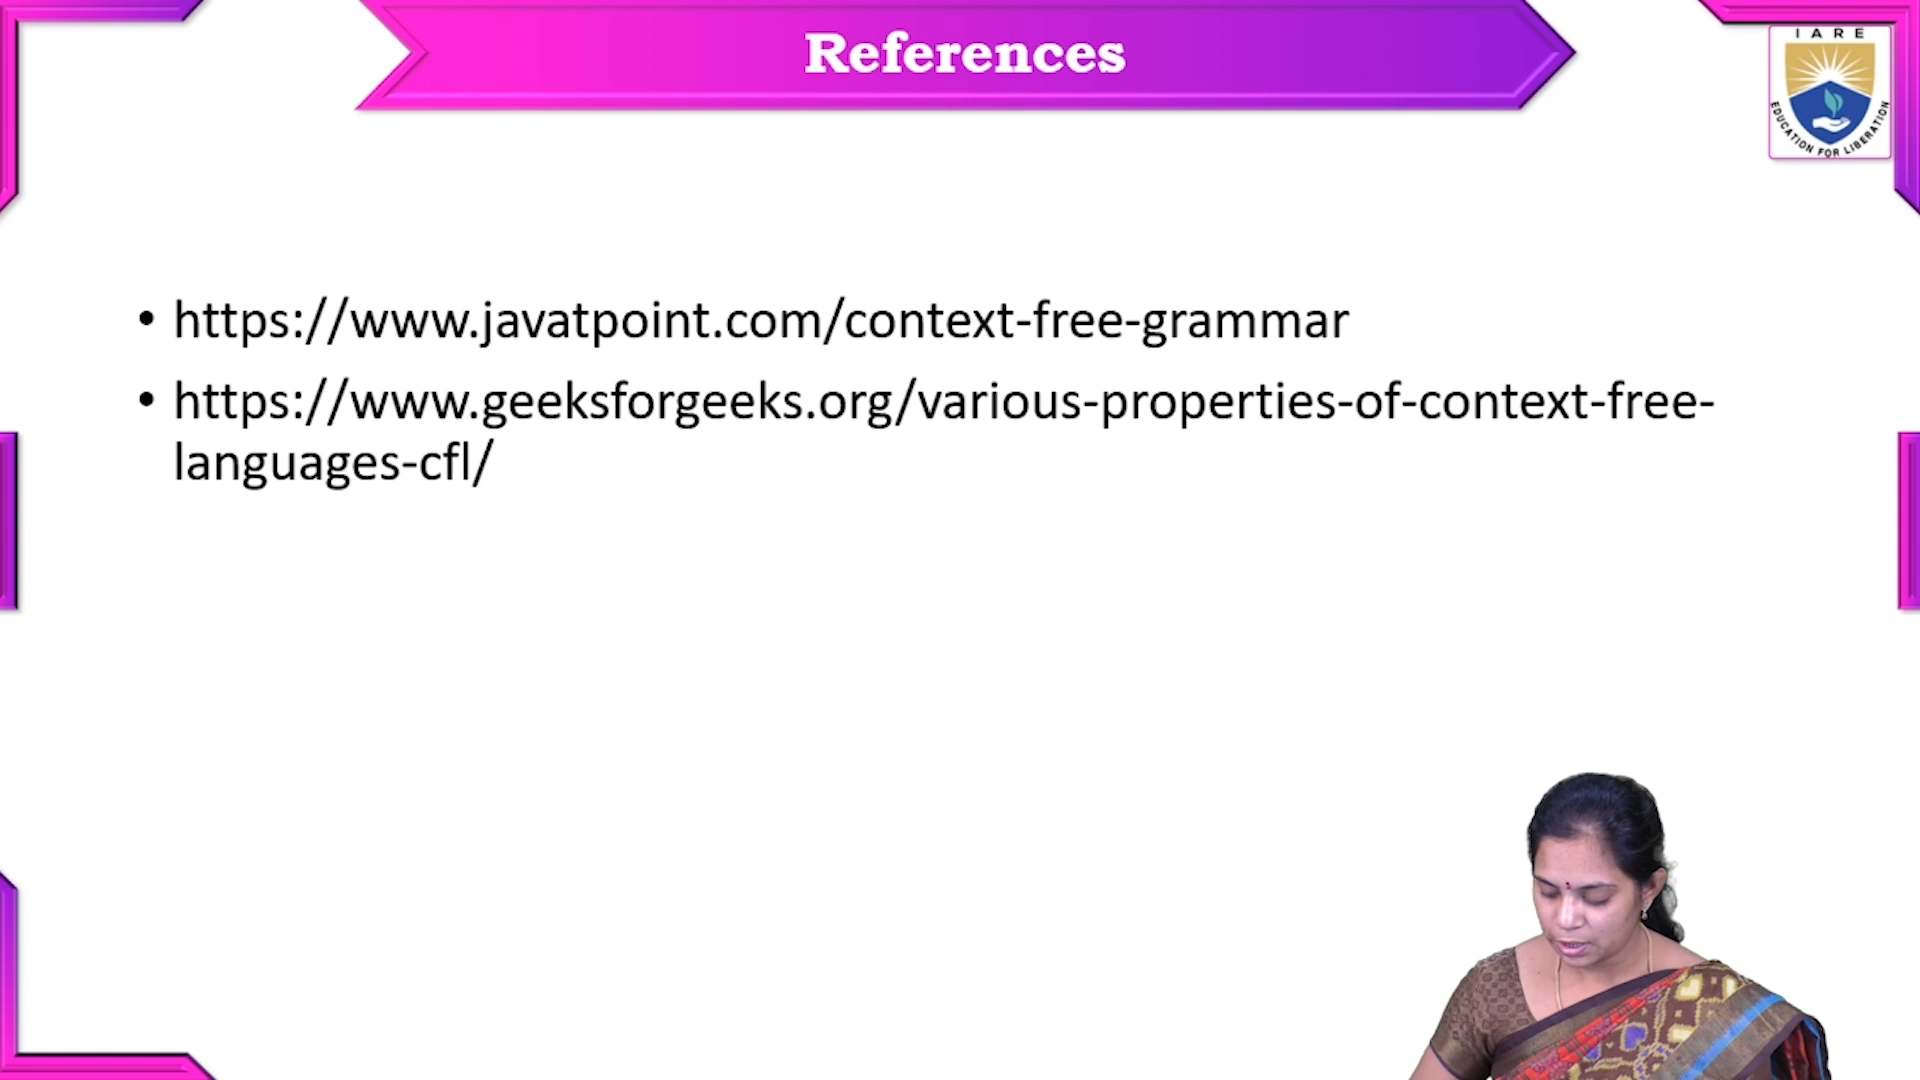 References
I A R E
EDUCATION FOR LIBERATION
• https://www.javatpoint.com/context-free-grammar
• https://www.geeksforgeeks.org/various-properties-of-context-free-
languages-cfl/